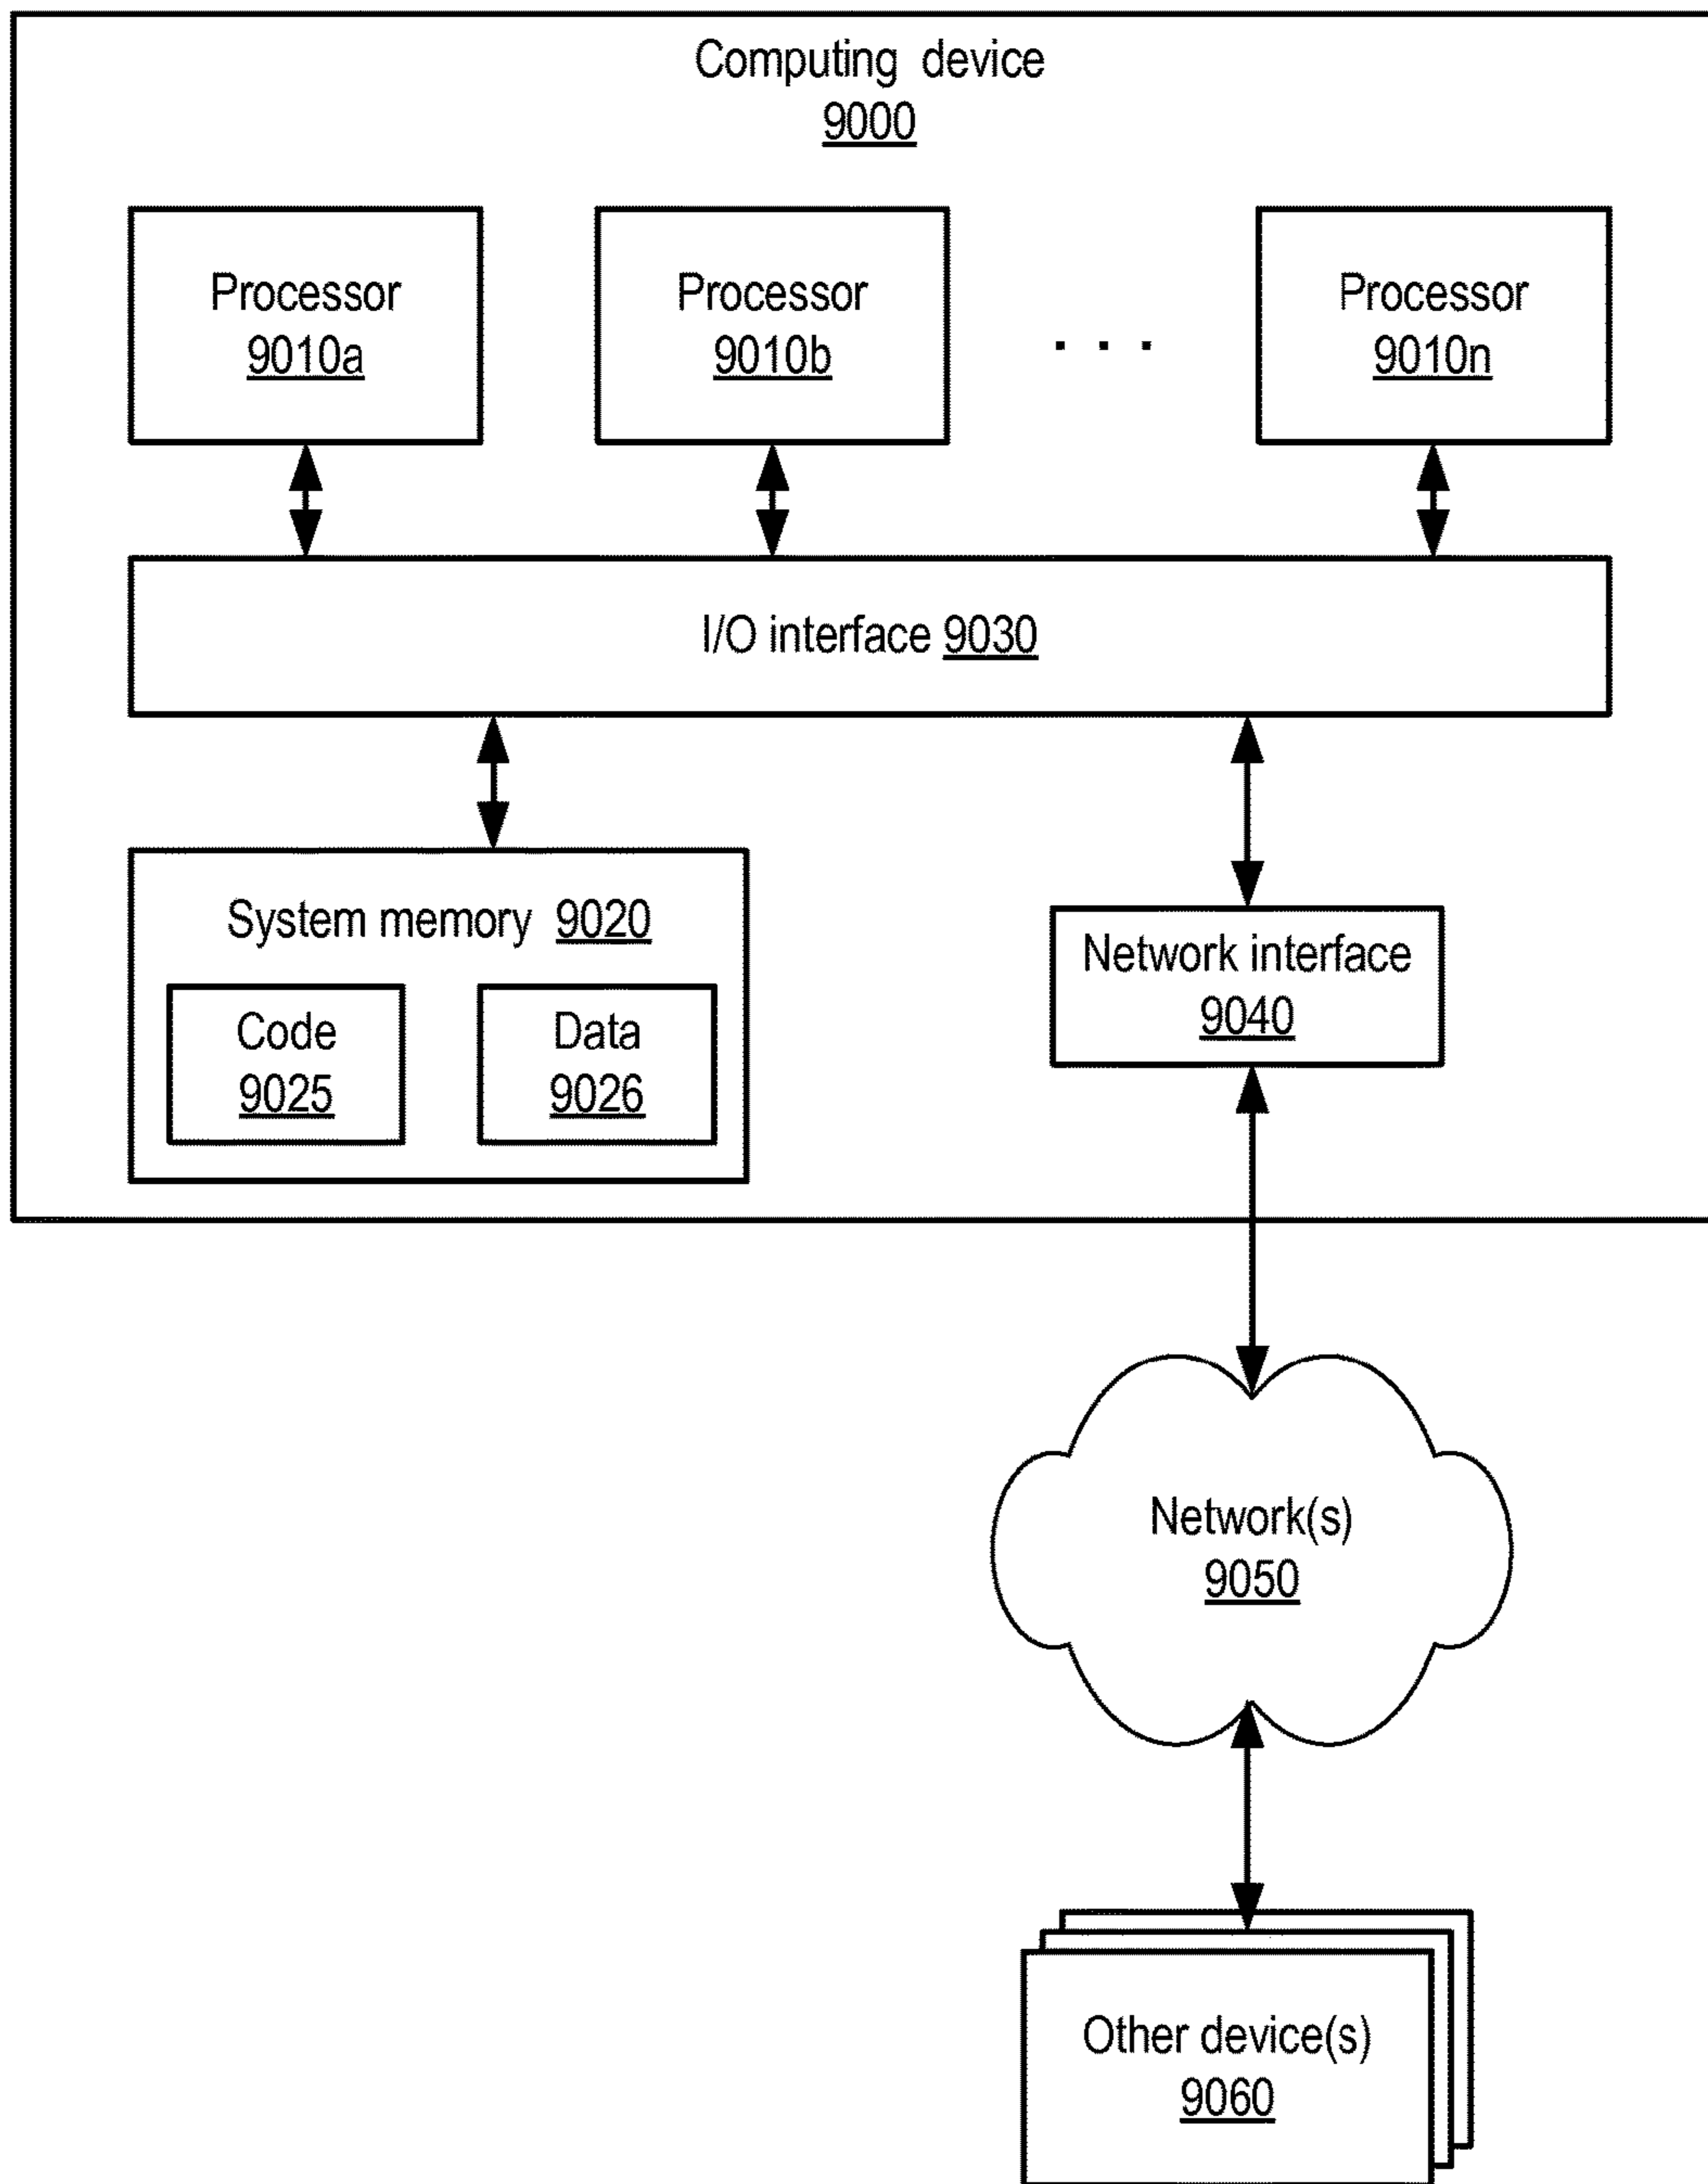 Computing device
9000
Processor
9010a
Processor
9010b
. . .
Processor
9010n
I/O interface 9030
System memory 9020
Code
9025
Data
9026
Network interface
9040
Network(s)
9050
Other device(s)
9060